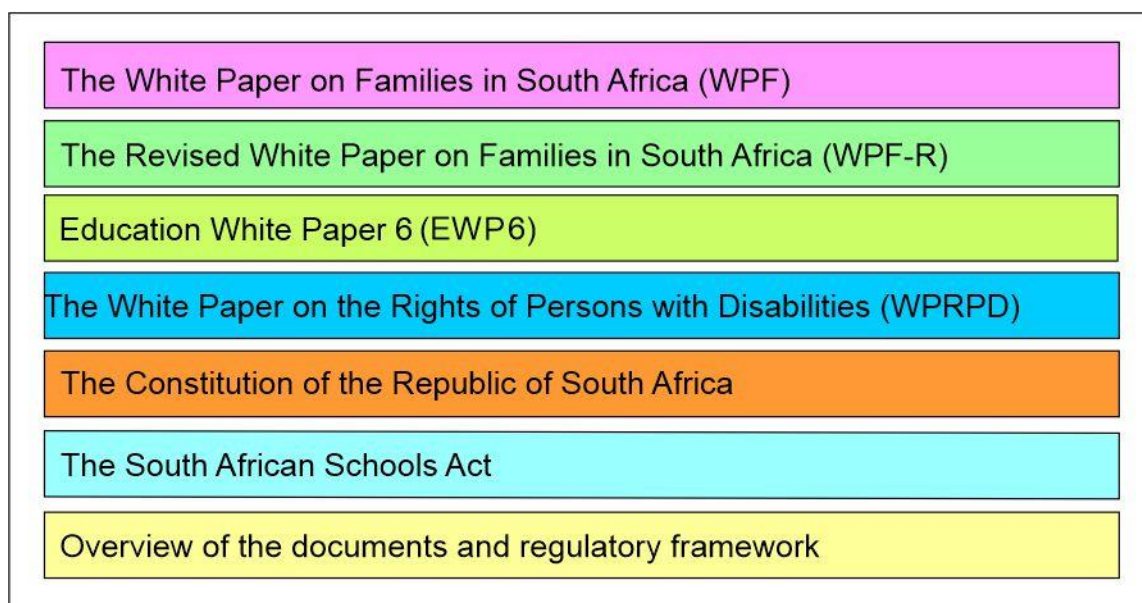 The White Paper on Families in South Africa (WPF)
The Revised White Paper on Families in South Africa (WPF-R)
Education White Paper 6 (EWP6)
The White Paper on the Rights of Persons with Disabilities (WPRPD)
The Constitution of the Republic of South Africa
The South African Schools Act
Overview of the documents and regulatory framework